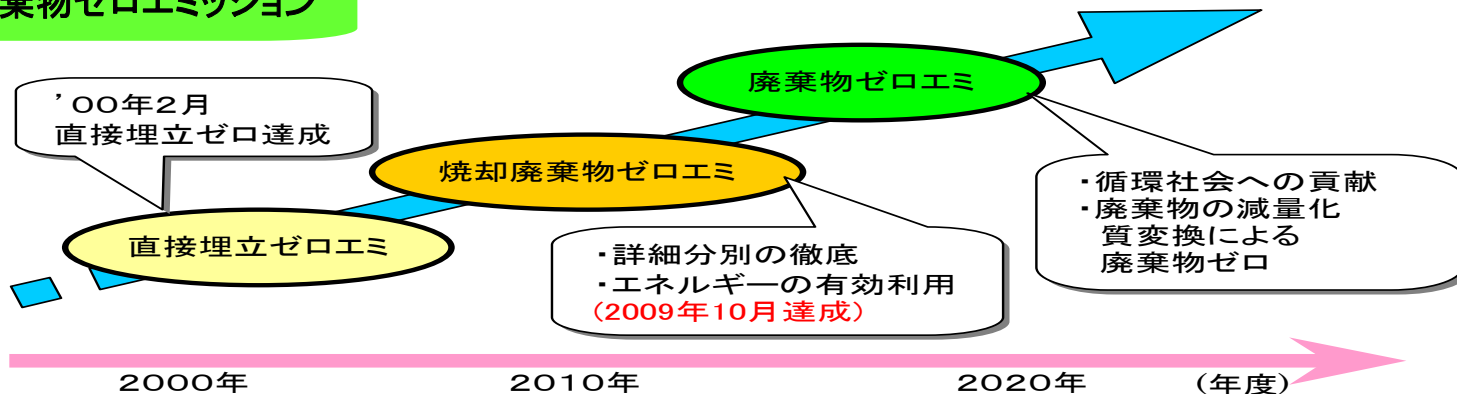 棄物ゼロエミッション
廃棄物ゼロエミ
’00年2月
直接埋立ゼロ達成
焼却廃棄物ゼロエミ
・循環社会への貢献
・廃棄物の減量化
質変換による
廃棄物ゼロ
直接埋立ゼロエミ
・詳細分別の徹底
・エネルギーの有効利用
(2009年10月達成)
2000年
2010年
2020年
(年度)